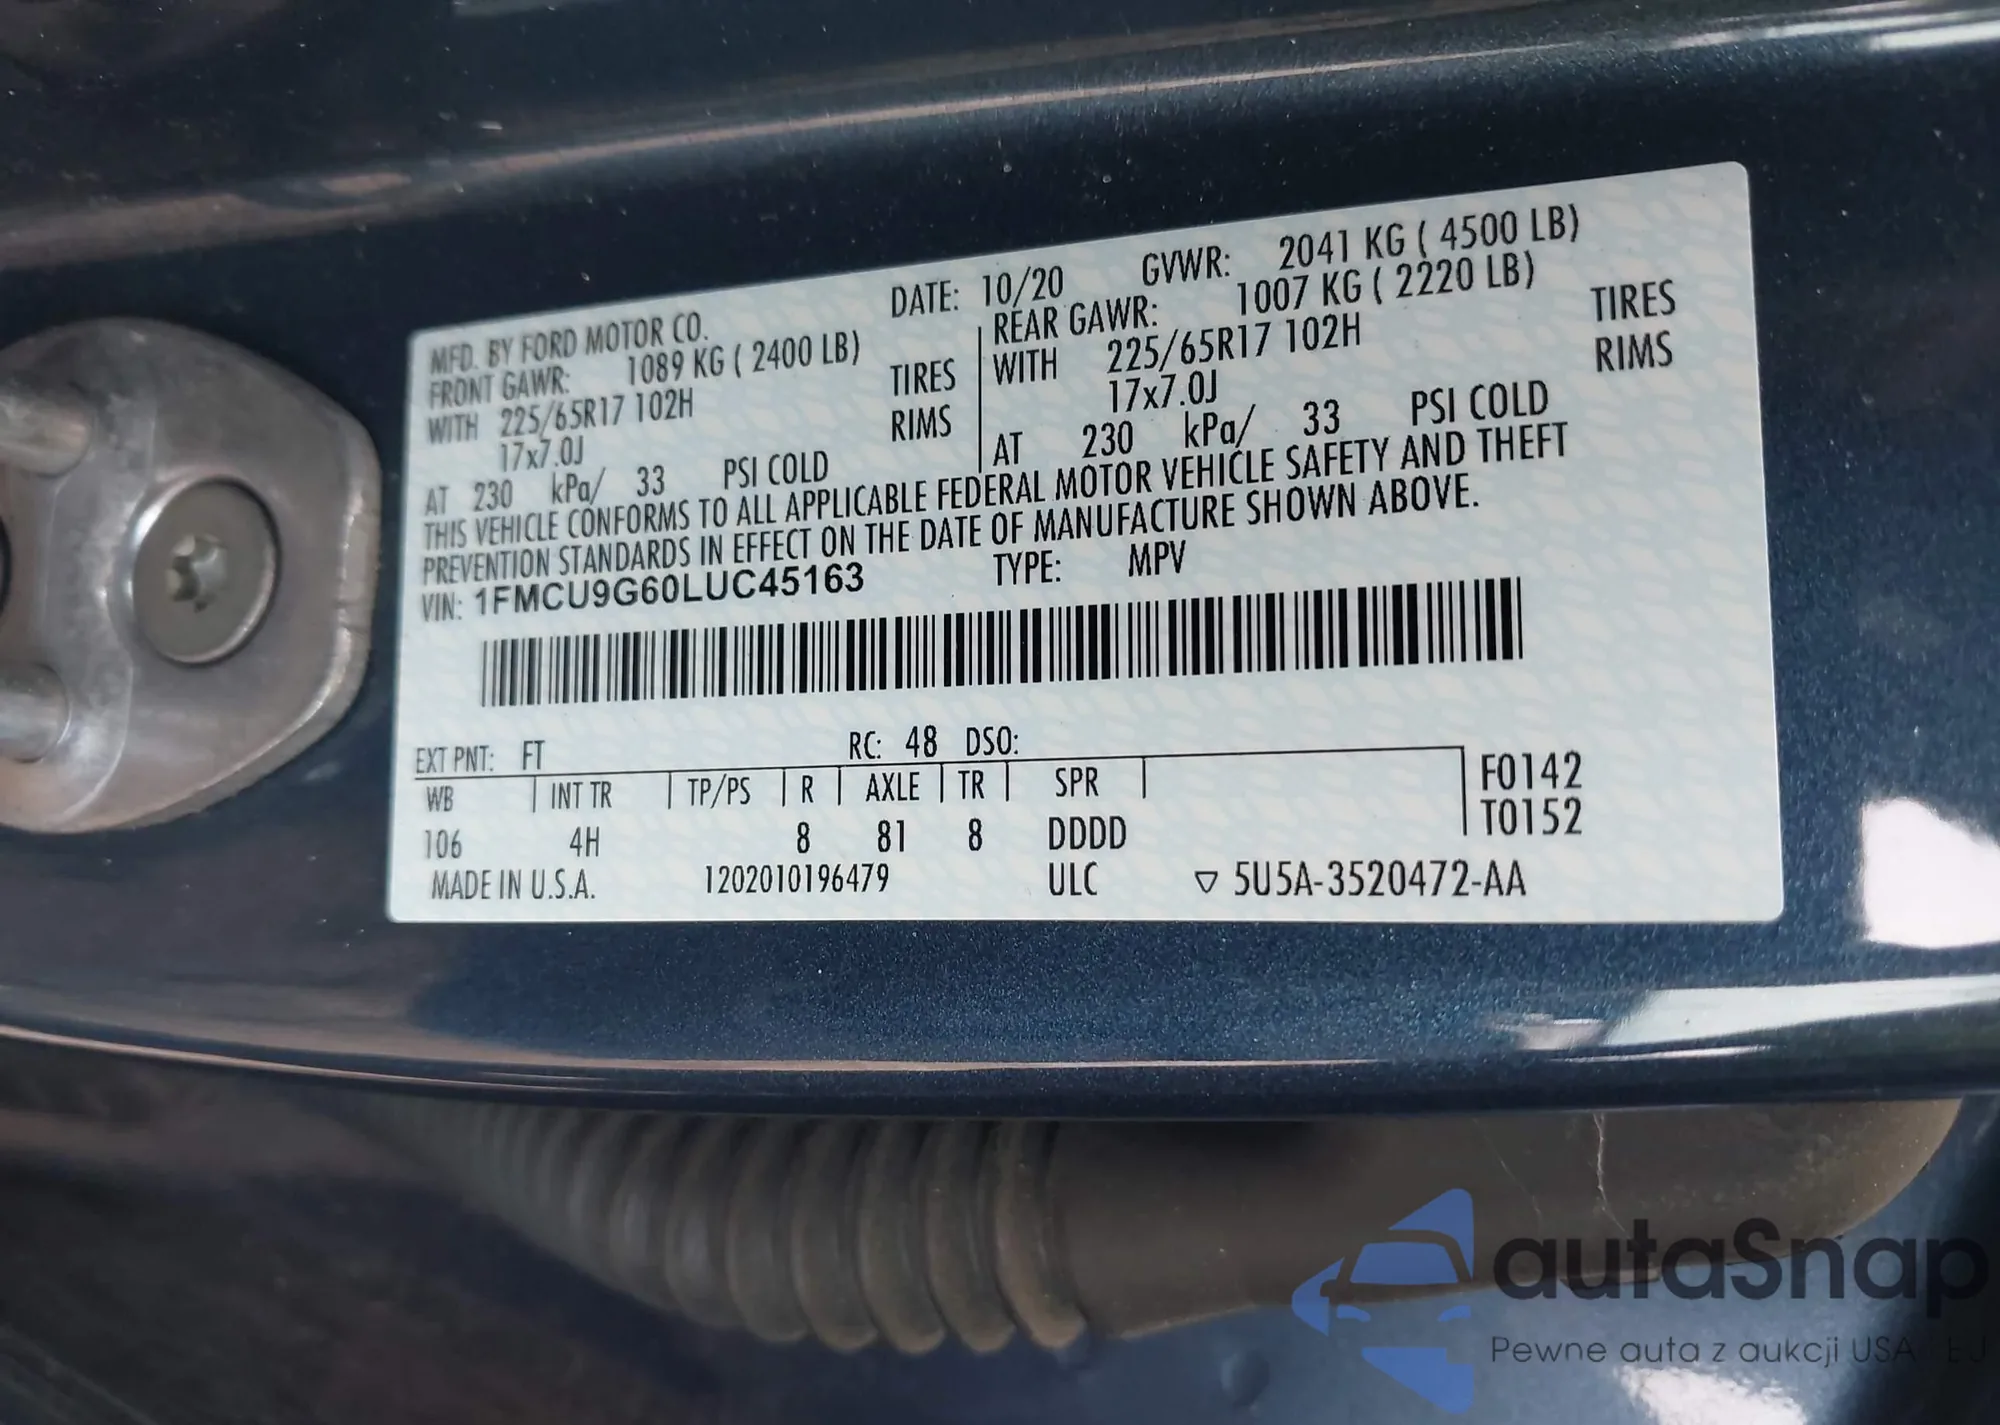 MFD. BY FORD MOTOR CO. DATE: 10/20 GVWR: 2041 KG ( 4500 LB)
FRONT GAWR: 1089 KG ( 2400 LB) REAR GAWR: 1007 KG ( 2220 LB)
WITH 225/65R17 102H TIRES WITH 225/65R17 102H TIRES
17x7.0J RIMS 17x7.0J RIMS
AT 230 kPa/ 33 PSI COLD AT 230 kPa/ 33 PSI COLD
THIS VEHICLE CONFORMS TO ALL APPLICABLE FEDERAL MOTOR VEHICLE SAFETY AND THEFT
PREVENTION STANDARDS IN EFFECT ON THE DATE OF MANUFACTURE SHOWN ABOVE.
VIN: 1FMCU9G60LUC45163 TYPE: MPV
EXT PNT: FT RC: 48 DSO:
WB INT TR TP/PS R AXLE TR SPR F0142
106 4H 8 81 8 DDDD T0152
MADE IN U.S.A. 1202010196479 ULC ▽ 5U5A-3520472-AA
autaSnap
Pewne auta z aukcji USA i EU